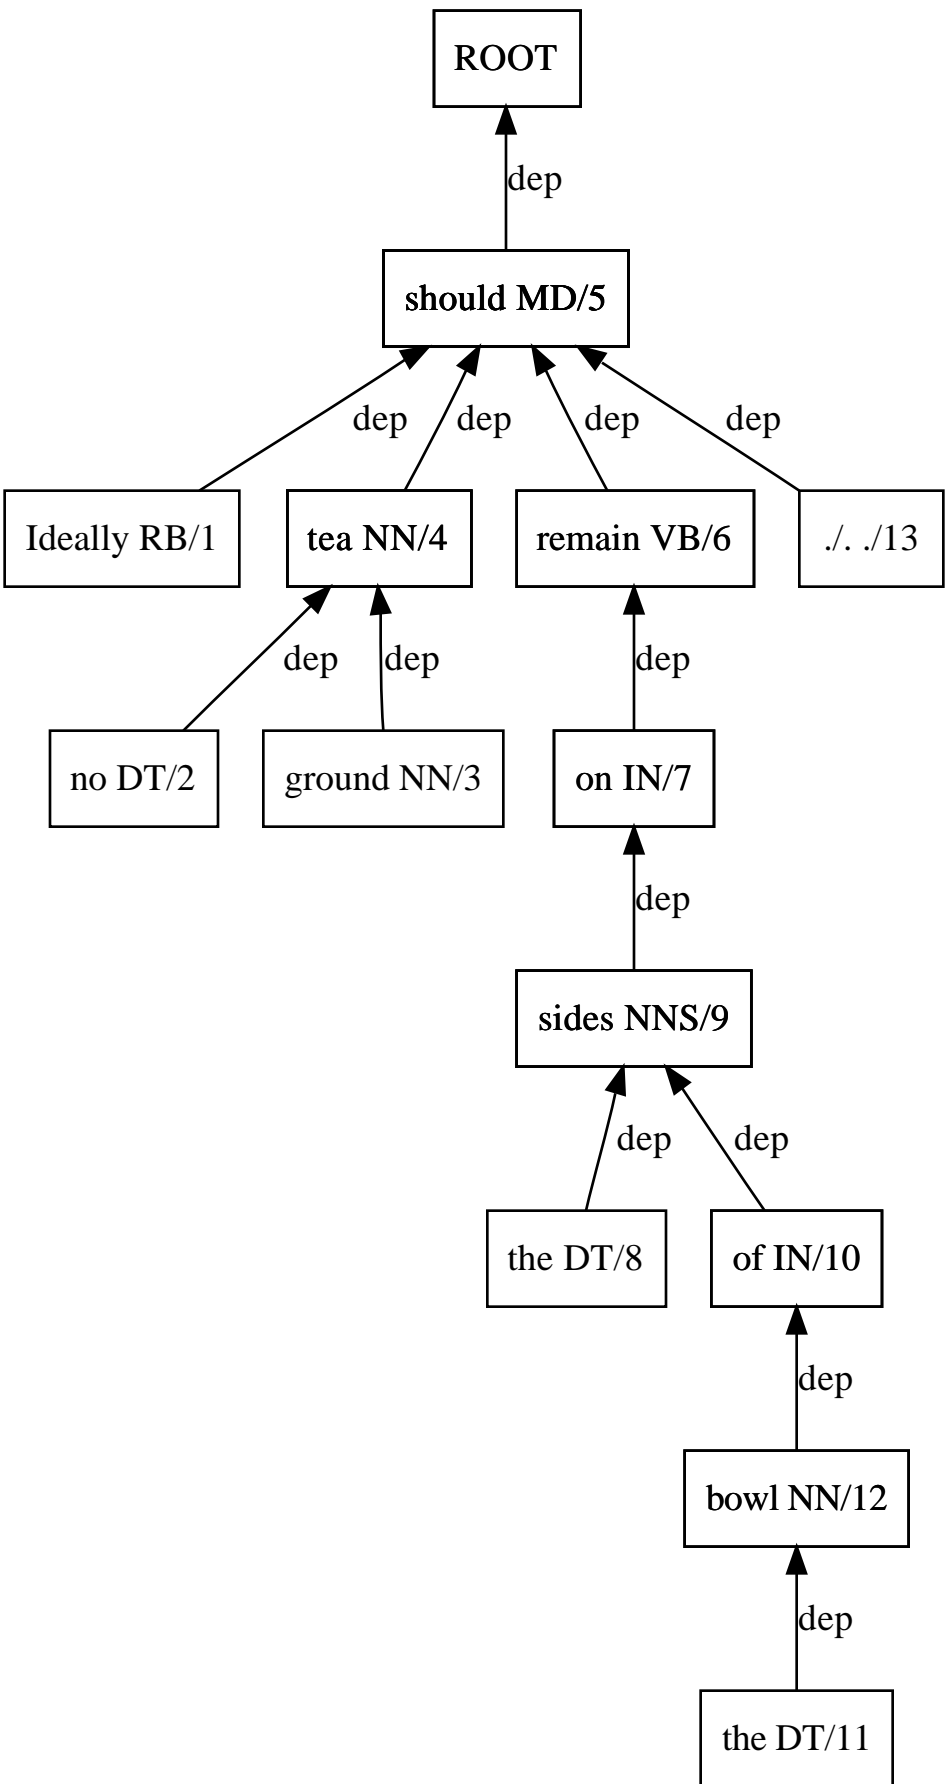 ROOT
dep
should MD/5
dep dep dep dep
Ideally RB/1 tea NN/4 remain VB/6 ./. ./13
dep dep dep
no DT/2 ground NN/3 on IN/7
dep
sides NNS/9
dep dep
the DT/8 of IN/10
dep
bowl NN/12
dep
the DT/11